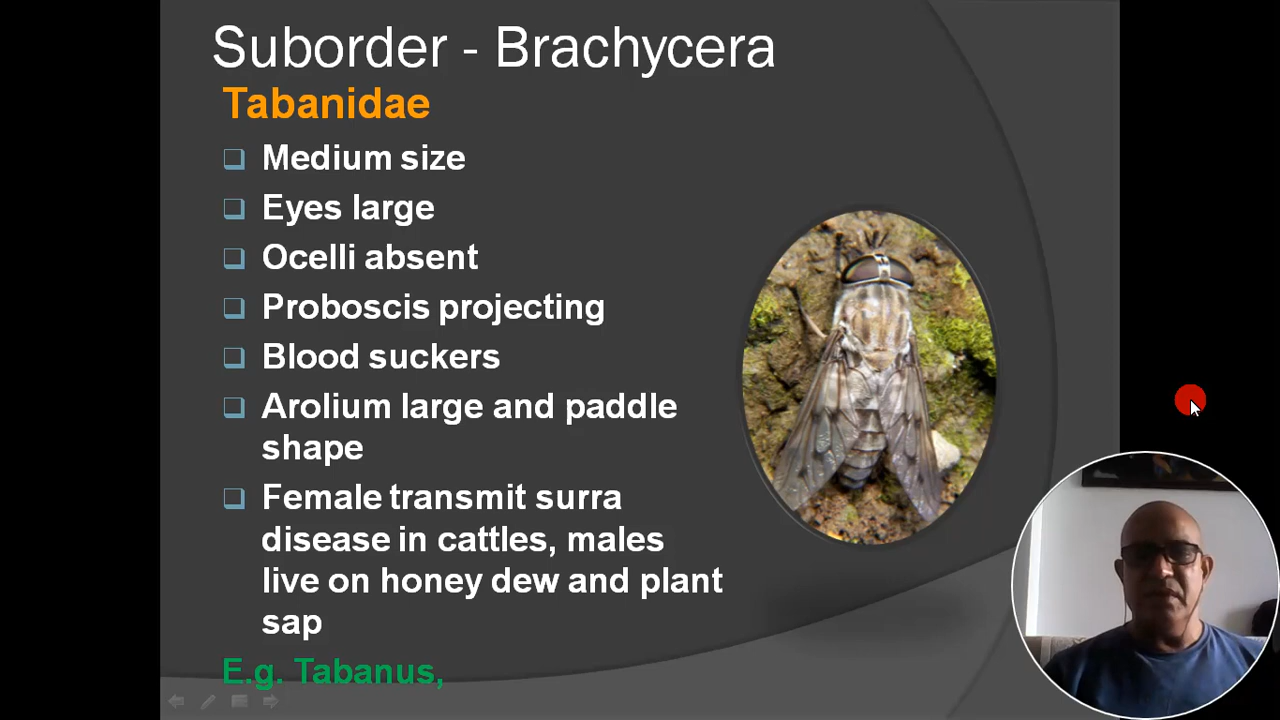 Suborder - Brachycera
Tabanidae
Medium size
Eyes large
Ocelli absent
Proboscis projecting
Blood suckers
Arolium large and paddle
shape
Female transmit surra
disease in cattles, males
live on honey dew and plant
sap
E.g. Tabanus,